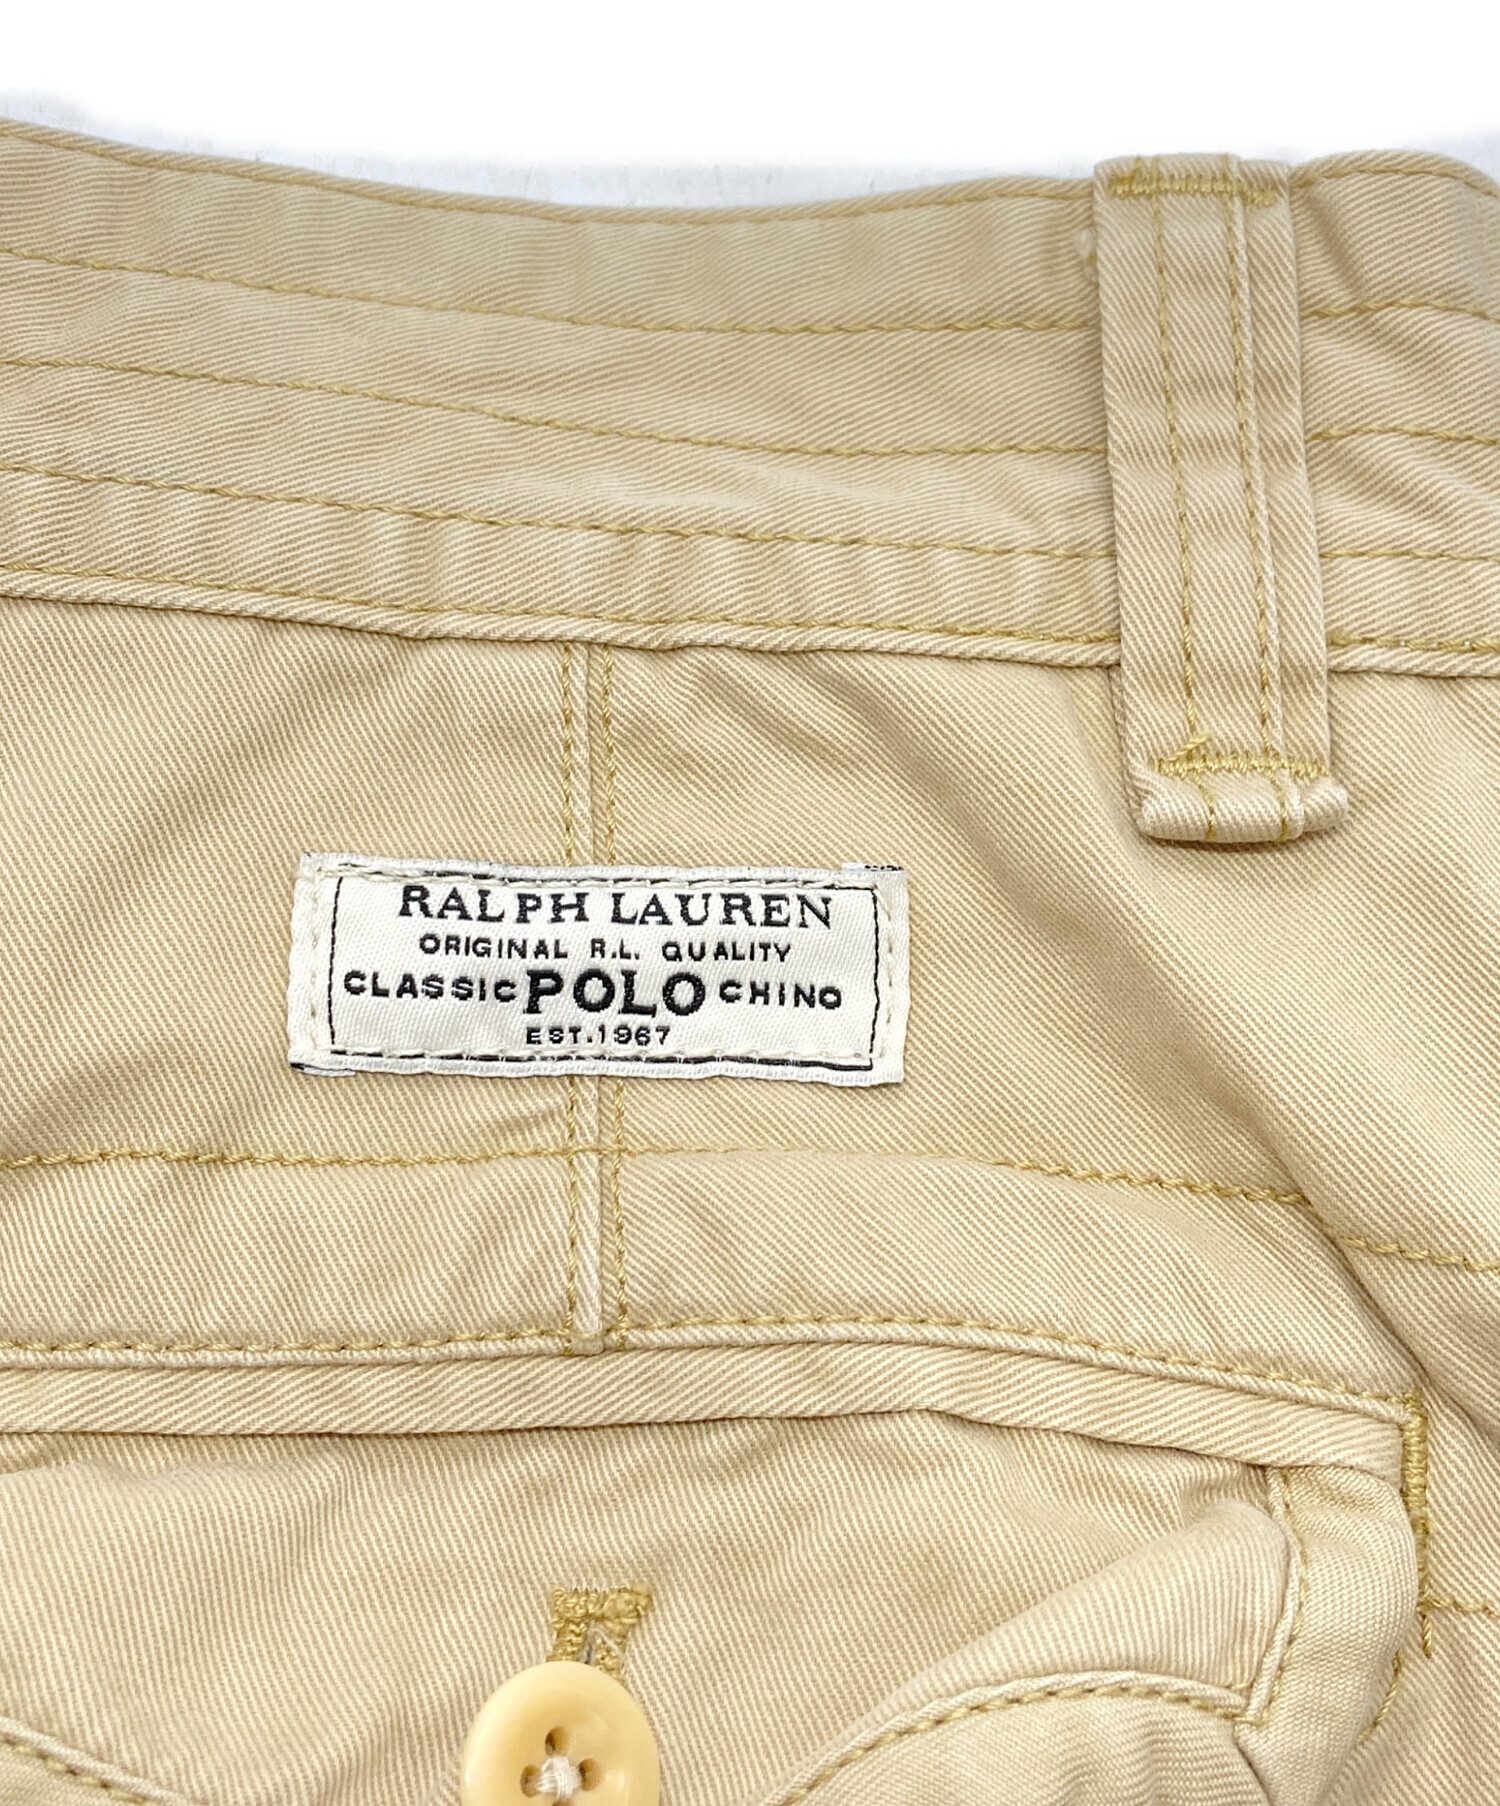 RALPH LAUREN
ORIGINAL R.L. QUALITY
CLASSIC POLO CHINO
EST.1967